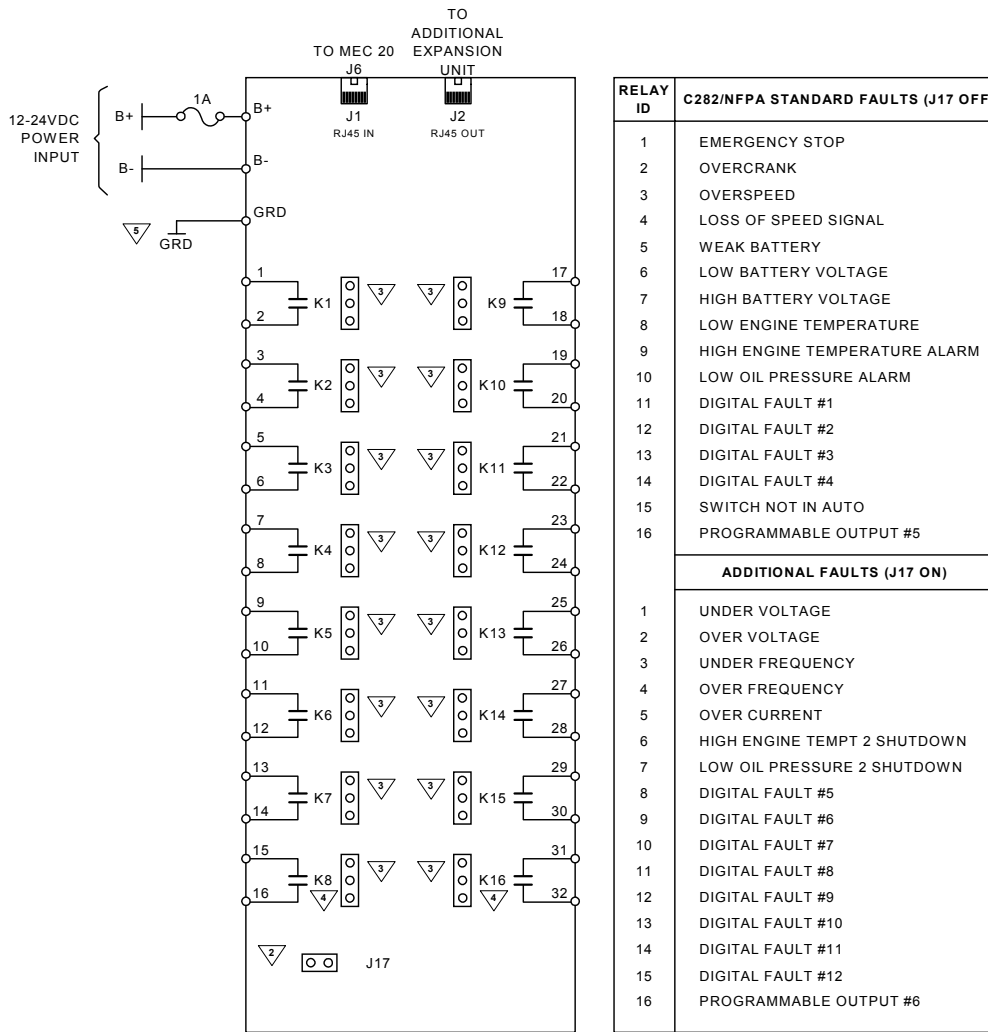 TO
ADDITIONAL
TO MEC 20 EXPANSION
J6 UNIT
J1 J2
RJ45 IN RJ45 OUT
12-24VDC
POWER
INPUT
B+ 1A B+
B- B-
5 GRD GRD
1 K1 3 3 K9 17
2 18
3 K2 3 3 K10 19
4 20
5 K3 3 3 K11 21
6 22
7 K4 3 3 K12 23
8 24
9 K5 3 3 K13 25
10 26
11 K6 3 3 K14 27
12 28
13 K7 3 3 K15 29
14 30
15 K8 3 3 K16 31
16 4 4 32
2 J17
RELAY
ID
C282/NFPA STANDARD FAULTS (J17 OFF
1 EMERGENCY STOP
2 OVERCRANK
3 OVERSPEED
4 LOSS OF SPEED SIGNAL
5 WEAK BATTERY
6 LOW BATTERY VOLTAGE
7 HIGH BATTERY VOLTAGE
8 LOW ENGINE TEMPERATURE
9 HIGH ENGINE TEMPERATURE ALARM
10 LOW OIL PRESSURE ALARM
11 DIGITAL FAULT #1
12 DIGITAL FAULT #2
13 DIGITAL FAULT #3
14 DIGITAL FAULT #4
15 SWITCH NOT IN AUTO
16 PROGRAMMABLE OUTPUT #5
ADDITIONAL FAULTS (J17 ON)
1 UNDER VOLTAGE
2 OVER VOLTAGE
3 UNDER FREQUENCY
4 OVER FREQUENCY
5 OVER CURRENT
6 HIGH ENGINE TEMPT 2 SHUTDOWN
7 LOW OIL PRESSURE 2 SHUTDOWN
8 DIGITAL FAULT #5
9 DIGITAL FAULT #6
10 DIGITAL FAULT #7
11 DIGITAL FAULT #8
12 DIGITAL FAULT #9
13 DIGITAL FAULT #10
14 DIGITAL FAULT #11
15 DIGITAL FAULT #12
16 PROGRAMMABLE OUTPUT #6